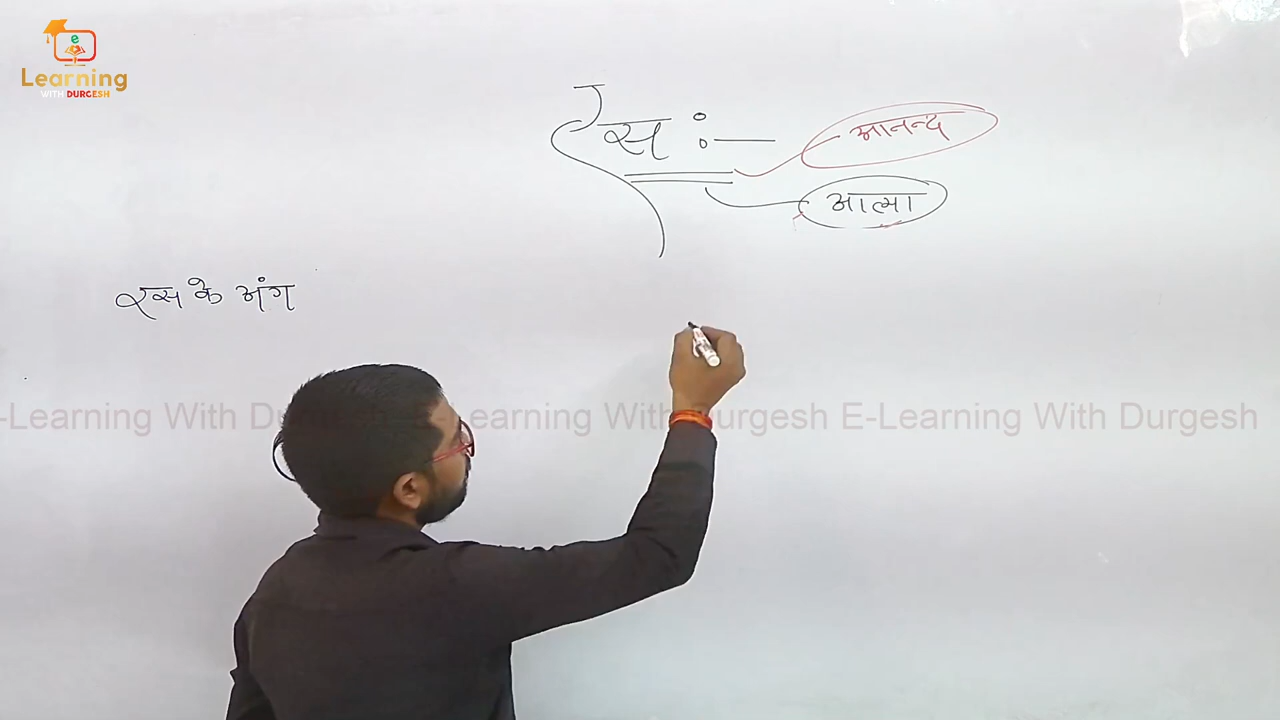 e
Learning
WITH DURGESH
रस :— आनन्द
आत्मा
रस के अंग
E-Learning With Durgesh E-Learning With Durgesh E-Learning With Durgesh